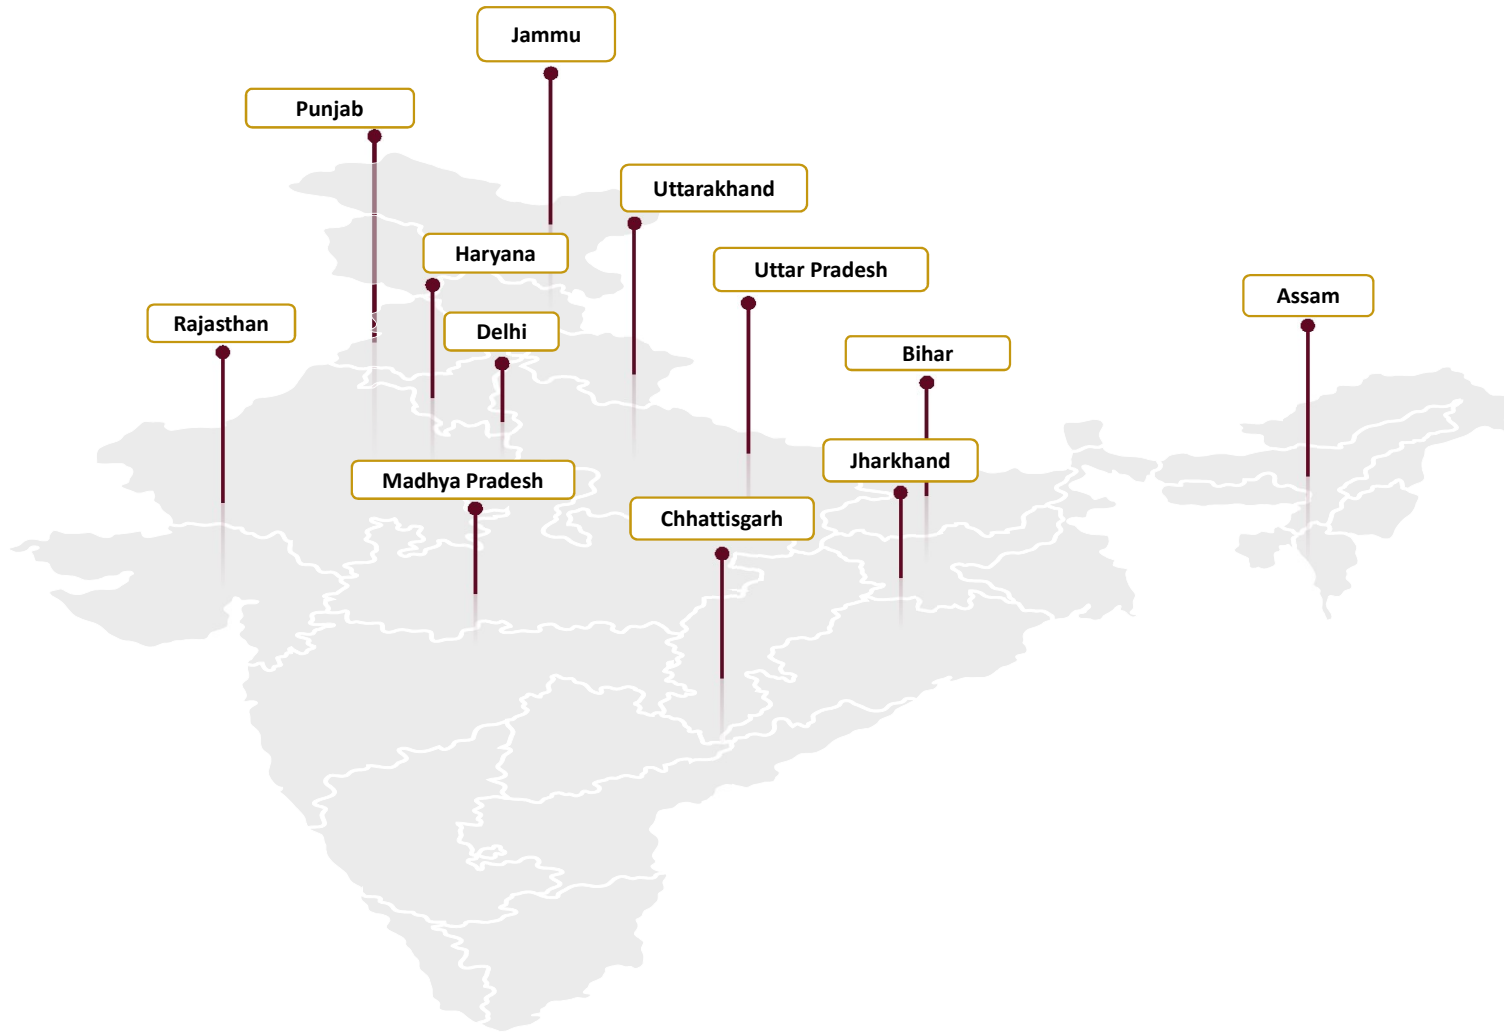 Jammu
Punjab
Uttarakhand
Haryana
Uttar Pradesh
Assam
Rajasthan
Delhi
Bihar
Jharkhand
Madhya Pradesh
Chhattisgarh